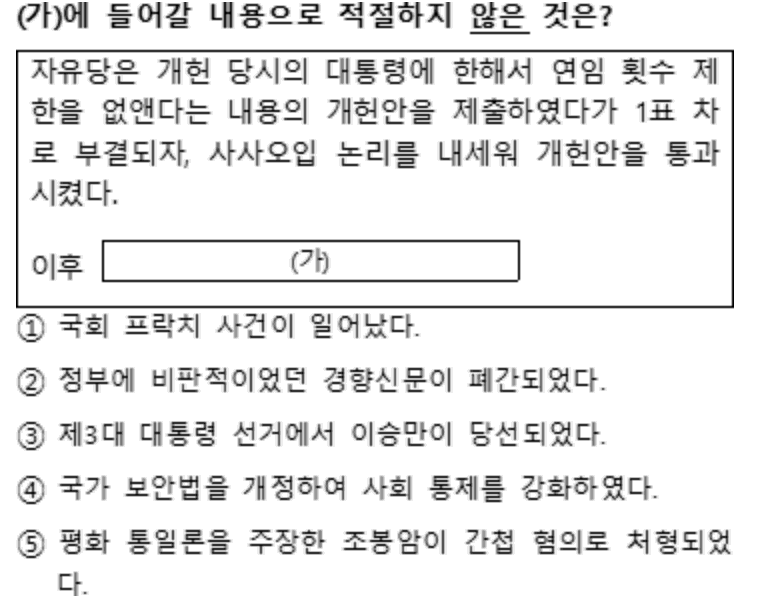 (가)에 들어갈 내용으로 적절하지 않은 것은?
자유당은 개헌 당시의 대통령에 한해서 연임 횟수 제
한을 없앤다는 내용의 개헌안을 제출하였다가 1표 차
로 부결되자, 사사오입 논리를 내세워 개헌안을 통과
시켰다.
이후 (가)
① 국회 프락치 사건이 일어났다.
② 정부에 비판적이었던 경향신문이 폐간되었다.
③ 제3대 대통령 선거에서 이승만이 당선되었다.
④ 국가 보안법을 개정하여 사회 통제를 강화하였다.
⑤ 평화 통일론을 주장한 조봉암이 간첩 혐의로 처형되었
다.